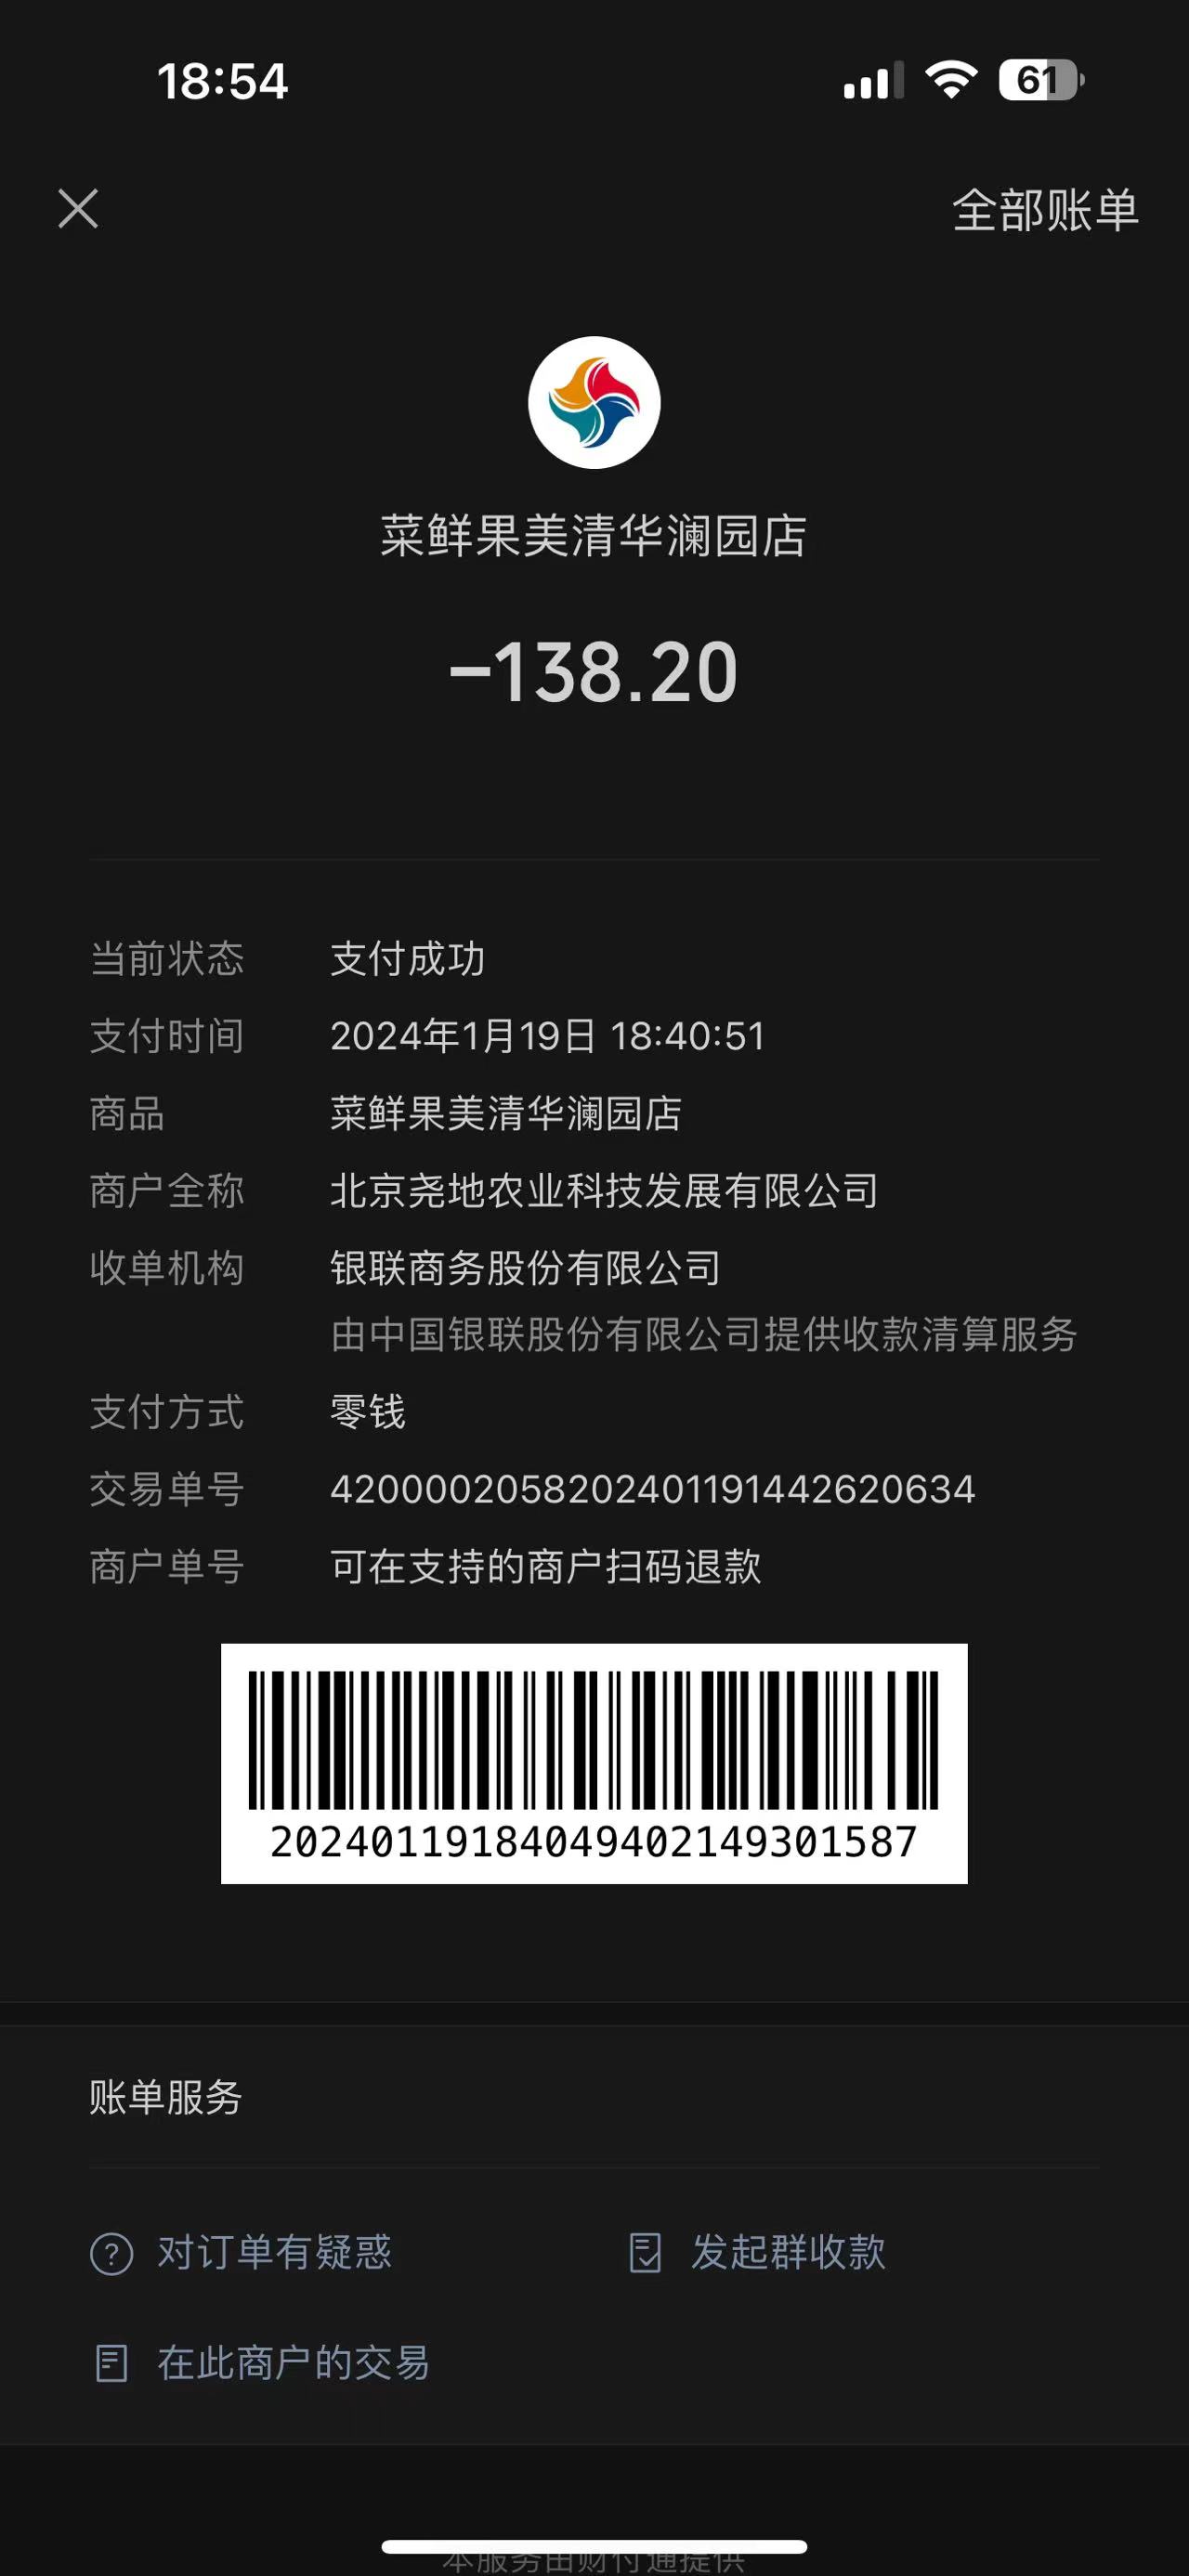 18:54
61
全部账单
菜鲜果美清华澜园店
-138.20
当前状态 支付成功
支付时间 2024年1月19日 18:40:51
商品 菜鲜果美清华澜园店
商户全称 北京尧地农业科技发展有限公司
收单机构 银联商务股份有限公司
由中国银联股份有限公司提供收款清算服务
支付方式 零钱
交易单号 4200002058202401191442620634
商户单号 可在支持的商户扫码退款
20240119184049402149301587
账单服务
对订单有疑惑 发起群收款
在此商户的交易
本服务由财付通提供